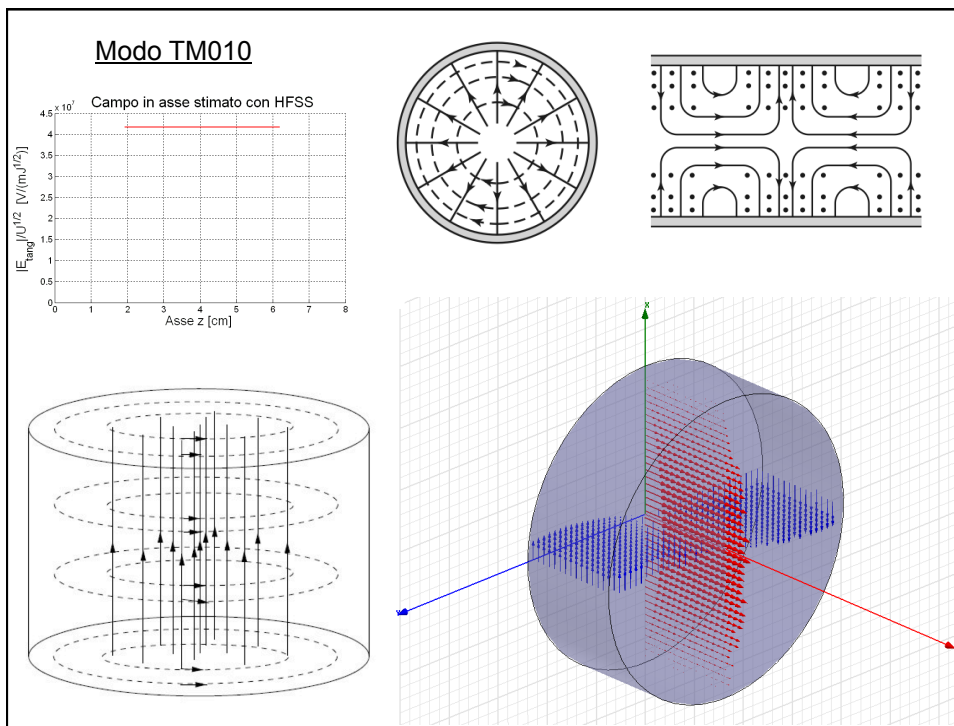 Modo TM010
Campo in asse stimato con HFSS
x 10⁷
4.5
4
3.5
3
2.5
2
1.5
1
0.5
0
|E_tang|/U^1/2 [V/(mJ^1/2)]
0 1 2 3 4 5 6 7 8
Asse z [cm]
x